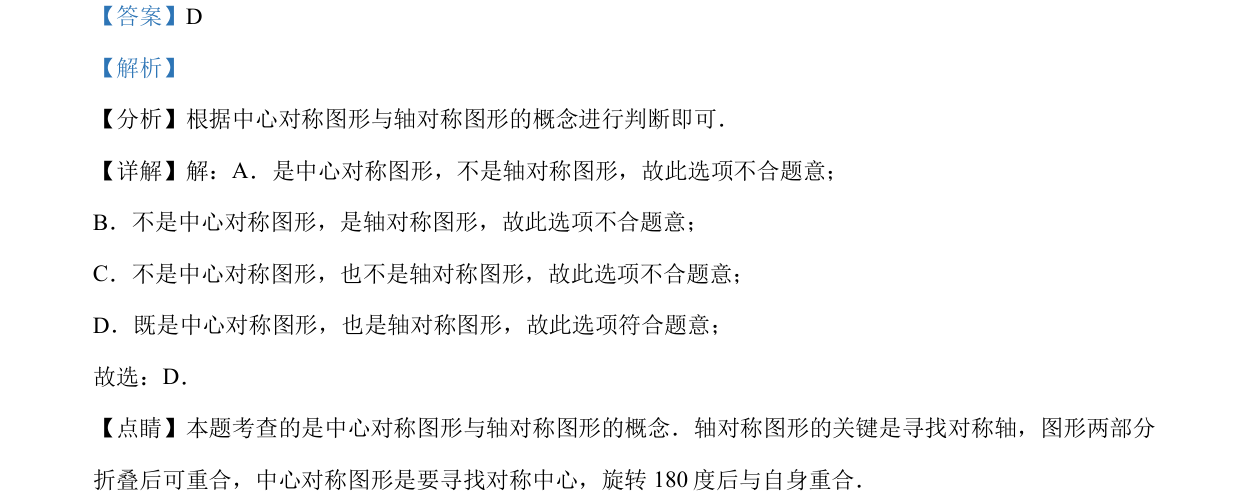 【答案】D
【解析】
【分析】根据中心对称图形与轴对称图形的概念进行判断即可．
【详解】解：A．是中心对称图形，不是轴对称图形，故此选项不合题意；
B．不是中心对称图形，是轴对称图形，故此选项不合题意；
C．不是中心对称图形，也不是轴对称图形，故此选项不合题意；
D．既是中心对称图形，也是轴对称图形，故此选项符合题意；
故选：D．
【点睛】本题考查的是中心对称图形与轴对称图形的概念．轴对称图形的关键是寻找对称轴，图形两部分
折叠后可重合，中心对称图形是要寻找对称中心，旋转 180 度后与自身重合．